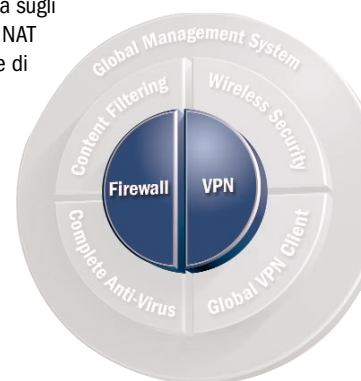 a sugli
NAT
e di
Global Management System
Content Filtering
Wireless Security
Firewall
VPN
Complete Anti-Virus
Global VPN Client